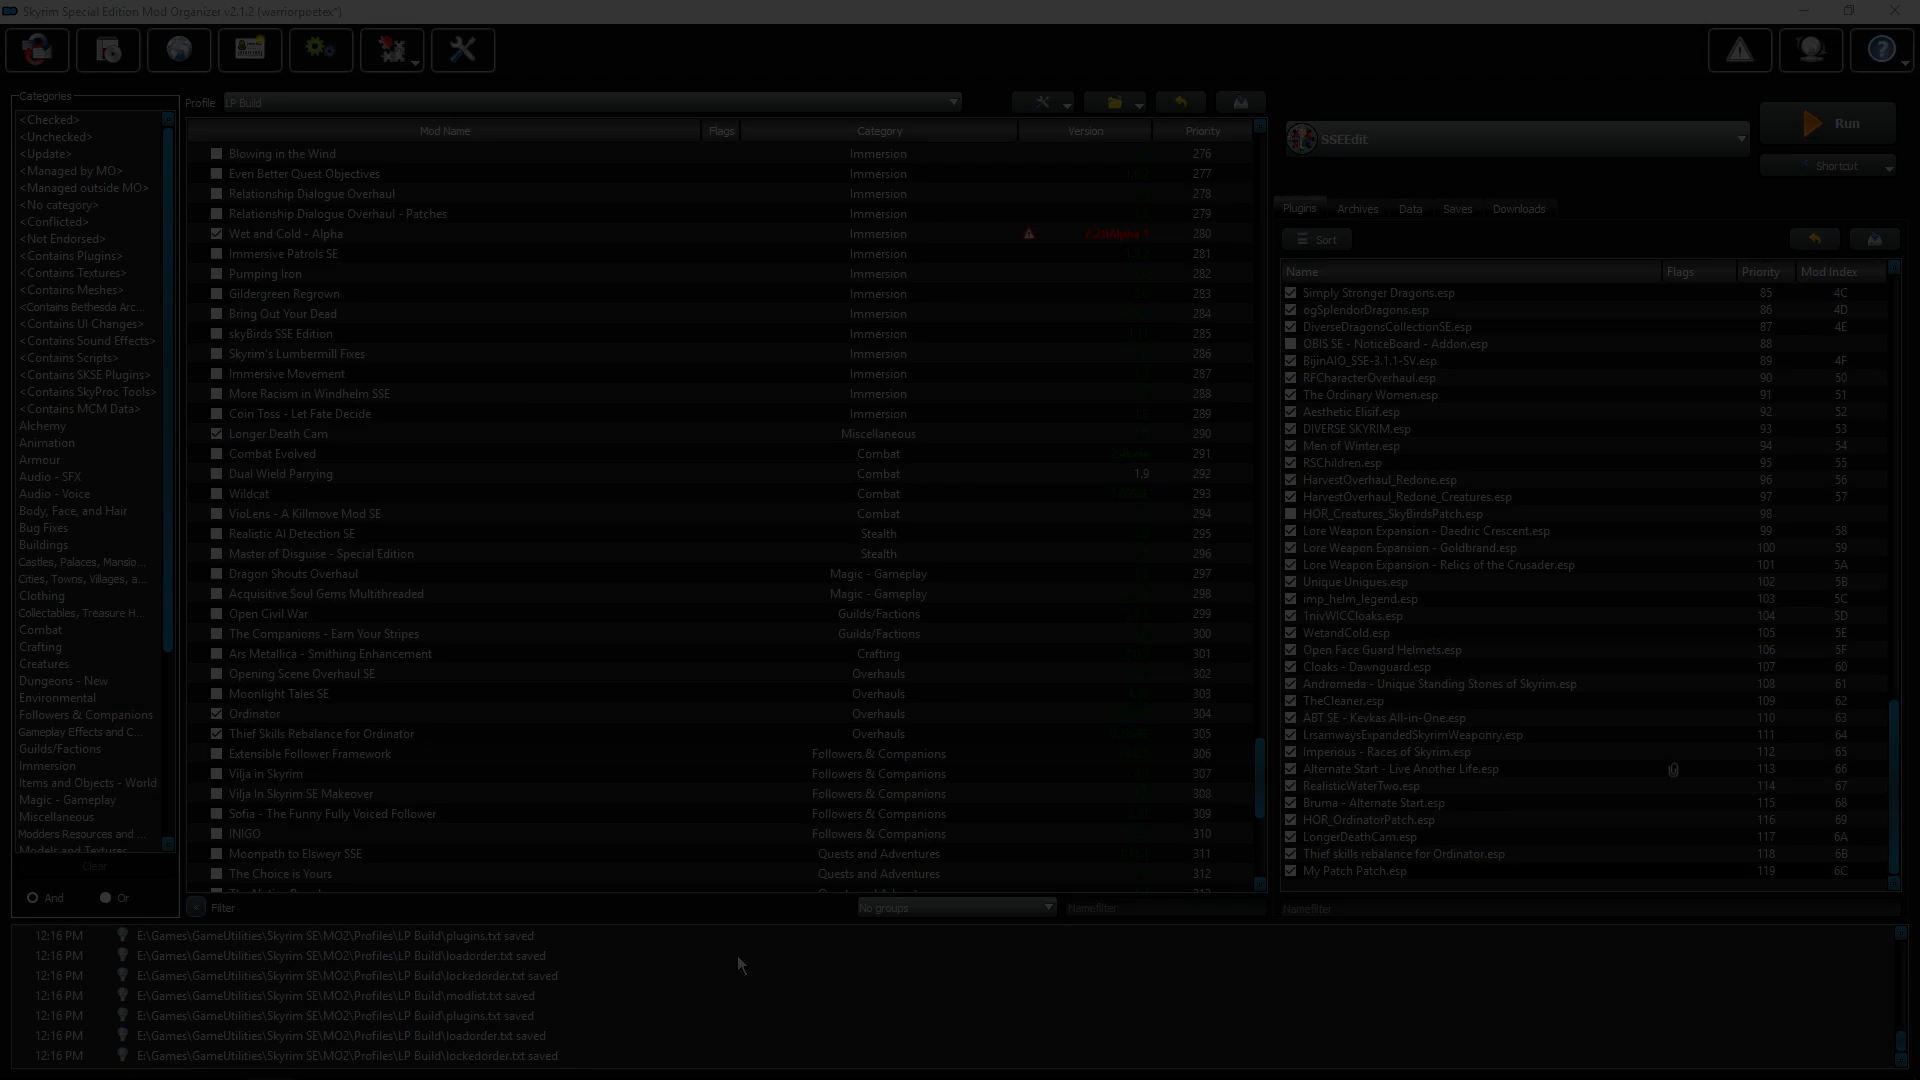 Skyrim Special Edition Mod Organizer v2.1.2 (warriorpoetex*)
Categories
<Checked>
<Unchecked>
<Update>
<Managed by MO>
<Managed outside MO>
<No category>
<Conflicted>
<Not Endorsed>
<Contains Plugins>
<Contains Textures>
<Contains Meshes>
<Contains Bethesda Arc...
<Contains UI Changes>
<Contains Sound Effects>
<Contains Scripts>
<Contains SKSE Plugins>
<Contains SkyProc Tools>
<Contains MCM Data>
Alchemy
Animation
Armour
Audio - SFX
Audio - Voice
Body, Face, and Hair
Bug Fixes
Buildings
Castles, Palaces, Mansio...
Cities, Towns, Villages, a...
Clothing
Collectables, Treasure H...
Combat
Crafting
Creatures
Dungeons - New
Environmental
Followers & Companions
Gameplay Effects and C...
Guilds/Factions
Immersion
Items and Objects - World
Magic - Gameplay
Miscellaneous
Modders Resources and ...
Models and Textures
Clear
And Or
Profile LP Build
Mod Name Flags Category Version Priority
Blowing in the Wind Immersion 276
Even Better Quest Objectives Immersion 277
Relationship Dialogue Overhaul Immersion 278
Relationship Dialogue Overhaul - Patches Immersion 279
Wet and Cold - Alpha Immersion 280
Immersive Patrols SE Immersion 281
Pumping Iron Immersion 282
Gildergreen Regrown Immersion 283
Bring Out Your Dead Immersion 284
skyBirds SSE Edition Immersion 285
Skyrim's Lumbermill Fixes Immersion 286
Immersive Movement Immersion 287
More Racism in Windhelm SSE Immersion 288
Coin Toss - Let Fate Decide Immersion 289
Longer Death Cam Miscellaneous 290
Combat Evolved Combat 291
Dual Wield Parrying Combat 1.9 292
Wildcat Combat 293
VioLens - A Killmove Mod SE Combat 294
Realistic AI Detection SE Stealth 295
Master of Disguise - Special Edition Stealth 296
Dragon Shouts Overhaul Magic - Gameplay 297
Acquisitive Soul Gems Multithreaded Magic - Gameplay 298
Open Civil War Guilds/Factions 299
The Companions - Earn Your Stripes Guilds/Factions 300
Ars Metallica - Smithing Enhancement Crafting 301
Opening Scene Overhaul SE Overhauls 302
Moonlight Tales SE Overhauls 303
Ordinator Overhauls 304
Thief Skills Rebalance for Ordinator Overhauls 305
Extensible Follower Framework Followers & Companions 306
Vilja in Skyrim Followers & Companions 307
Vilja In Skyrim SE Makeover Followers & Companions 308
Sofia - The Funny Fully Voiced Follower Followers & Companions 309
INIGO Followers & Companions 310
Moonpath to Elsweyr SSE Quests and Adventures 311
The Choice is Yours Quests and Adventures 312
« Filter No groups Namefilter
SSEEdit
Run
Shortcut
Plugins Archives Data Saves Downloads
Sort
Name Flags Priority Mod Index
Simply Stronger Dragons.esp 85 4C
ogSplendorDragons.esp 86 4D
DiverseDragonsCollectionSE.esp 87 4E
OBIS SE - NoticeBoard - Addon.esp 88
BijinAIO_SSE-3.1.1-SV.esp 89 4F
RFCharacterOverhaul.esp 90 50
The Ordinary Women.esp 91 51
Aesthetic Elisif.esp 92 52
DIVERSE SKYRIM.esp 93 53
Men of Winter.esp 94 54
RSChildren.esp 95 55
HarvestOverhaul_Redone.esp 96 56
HarvestOverhaul_Redone_Creatures.esp 97 57
HOR_Creatures_SkyBirdsPatch.esp 98
Lore Weapon Expansion - Daedric Crescent.esp 99 58
Lore Weapon Expansion - Goldbrand.esp 100 59
Lore Weapon Expansion - Relics of the Crusader.esp 101 5A
Unique Uniques.esp 102 5B
imp_helm_legend.esp 103 5C
1nivWICCloaks.esp 104 5D
WetandCold.esp 105 5E
Open Face Guard Helmets.esp 106 5F
Cloaks - Dawnguard.esp 107 60
Andromeda - Unique Standing Stones of Skyrim.esp 108 61
TheCleaner.esp 109 62
ABT SE - Kevkas All-in-One.esp 110 63
LrsamwaysExpandedSkyrimWeaponry.esp 111 64
Imperious - Races of Skyrim.esp 112 65
Alternate Start - Live Another Life.esp 113 66
RealisticWaterTwo.esp 114 67
Bruma - Alternate Start.esp 115 68
HOR_OrdinatorPatch.esp 116 69
LongerDeathCam.esp 117 6A
Thief skills rebalance for Ordinator.esp 118 6B
My Patch Patch.esp 119 6C
Namefilter
12:16 PM E:\Games\GameUtilities\Skyrim SE\MO2\Profiles\LP Build\plugins.txt saved
12:16 PM E:\Games\GameUtilities\Skyrim SE\MO2\Profiles\LP Build\loadorder.txt saved
12:16 PM E:\Games\GameUtilities\Skyrim SE\MO2\Profiles\LP Build\lockedorder.txt saved
12:16 PM E:\Games\GameUtilities\Skyrim SE\MO2\Profiles\LP Build\modlist.txt saved
12:16 PM E:\Games\GameUtilities\Skyrim SE\MO2\Profiles\LP Build\plugins.txt saved
12:16 PM E:\Games\GameUtilities\Skyrim SE\MO2\Profiles\LP Build\loadorder.txt saved
12:16 PM E:\Games\GameUtilities\Skyrim SE\MO2\Profiles\LP Build\lockedorder.txt saved